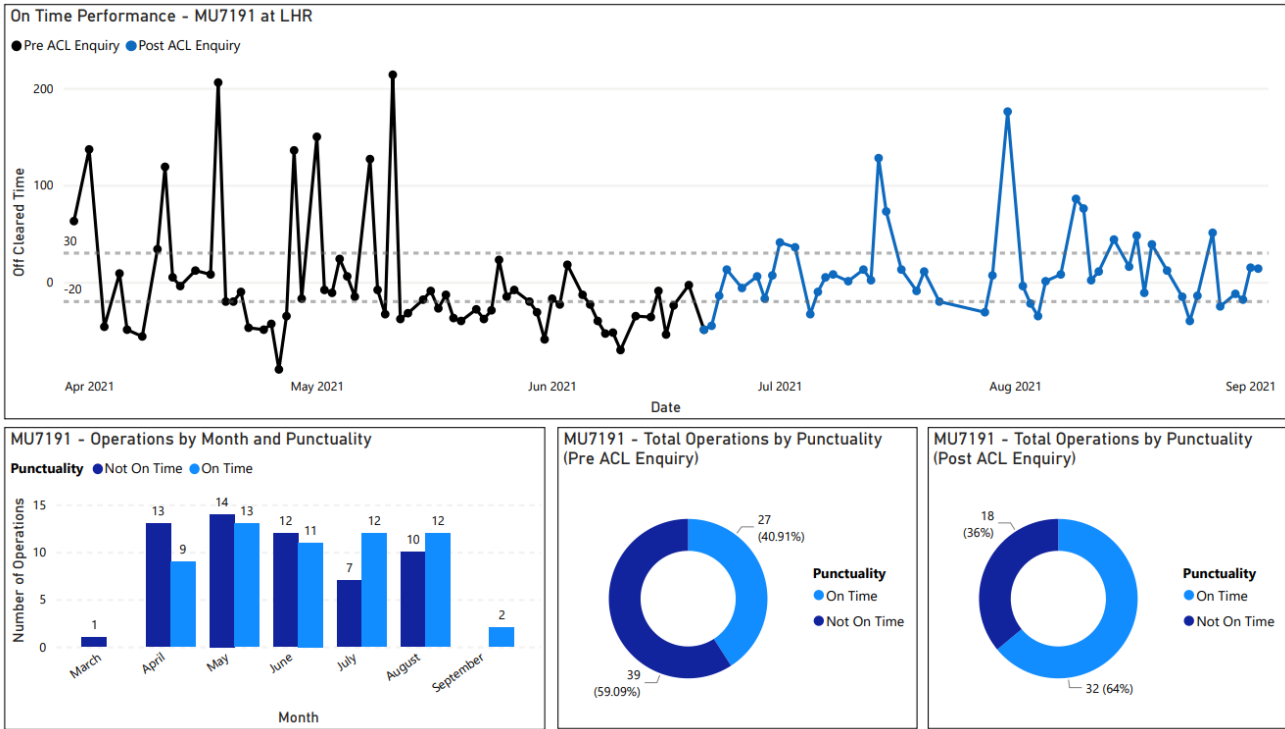 On Time Performance - MU7191 at LHR
Pre ACL Enquiry Post ACL Enquiry
Off Cleared Time
200
100
30
0
-20
Apr 2021 May 2021 Jun 2021 Jul 2021 Aug 2021 Sep 2021
Date
MU7191 - Operations by Month and Punctuality
Punctuality Not On Time On Time
Number of Operations
15
10
5
0
1
13
9
14
13
12
11
7
12
10
12
2
March April May June July August September
Month
MU7191 - Total Operations by Punctuality
(Pre ACL Enquiry)
27
(40.91%)
39
(59.09%)
Punctuality
On Time
Not On Time
MU7191 - Total Operations by Punctuality
(Post ACL Enquiry)
18
(36%)
32 (64%)
Punctuality
On Time
Not On Time